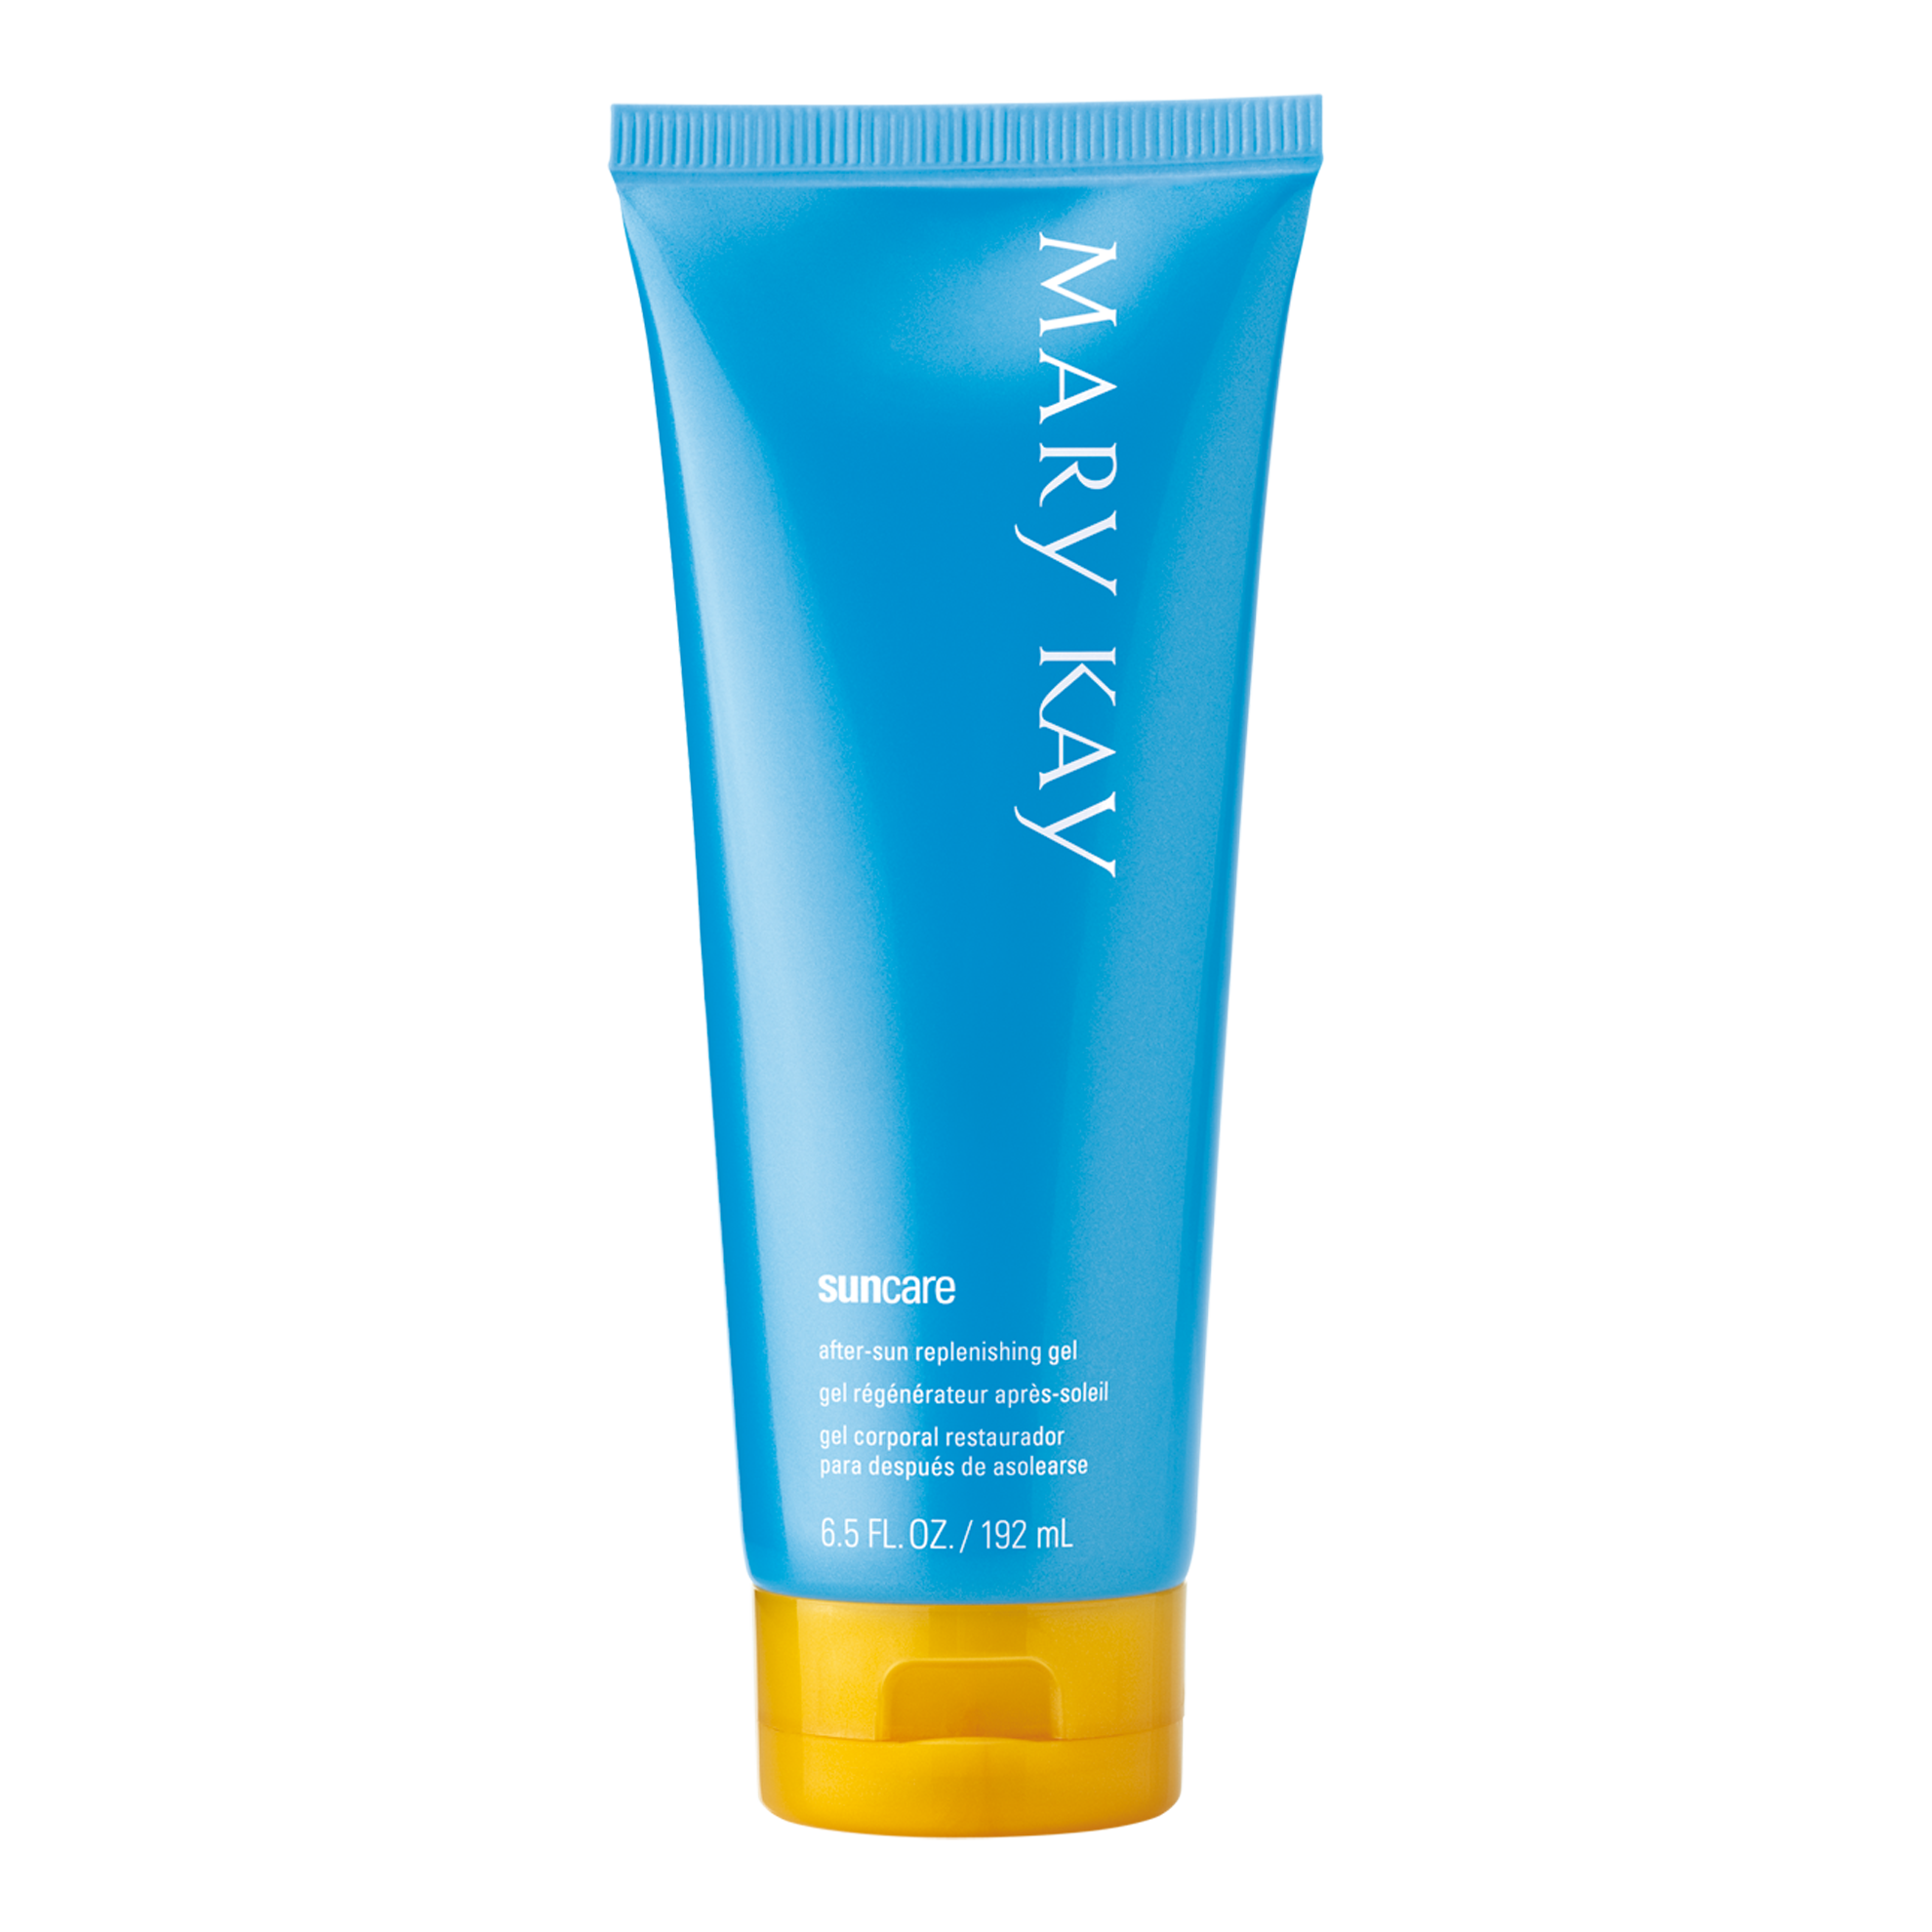 MARY KAY
suncare
after-sun replenishing gel
gel régénérateur après-soleil
gel corporal restaurador
para después de asolearse
6.5 FL. OZ. / 192 mL